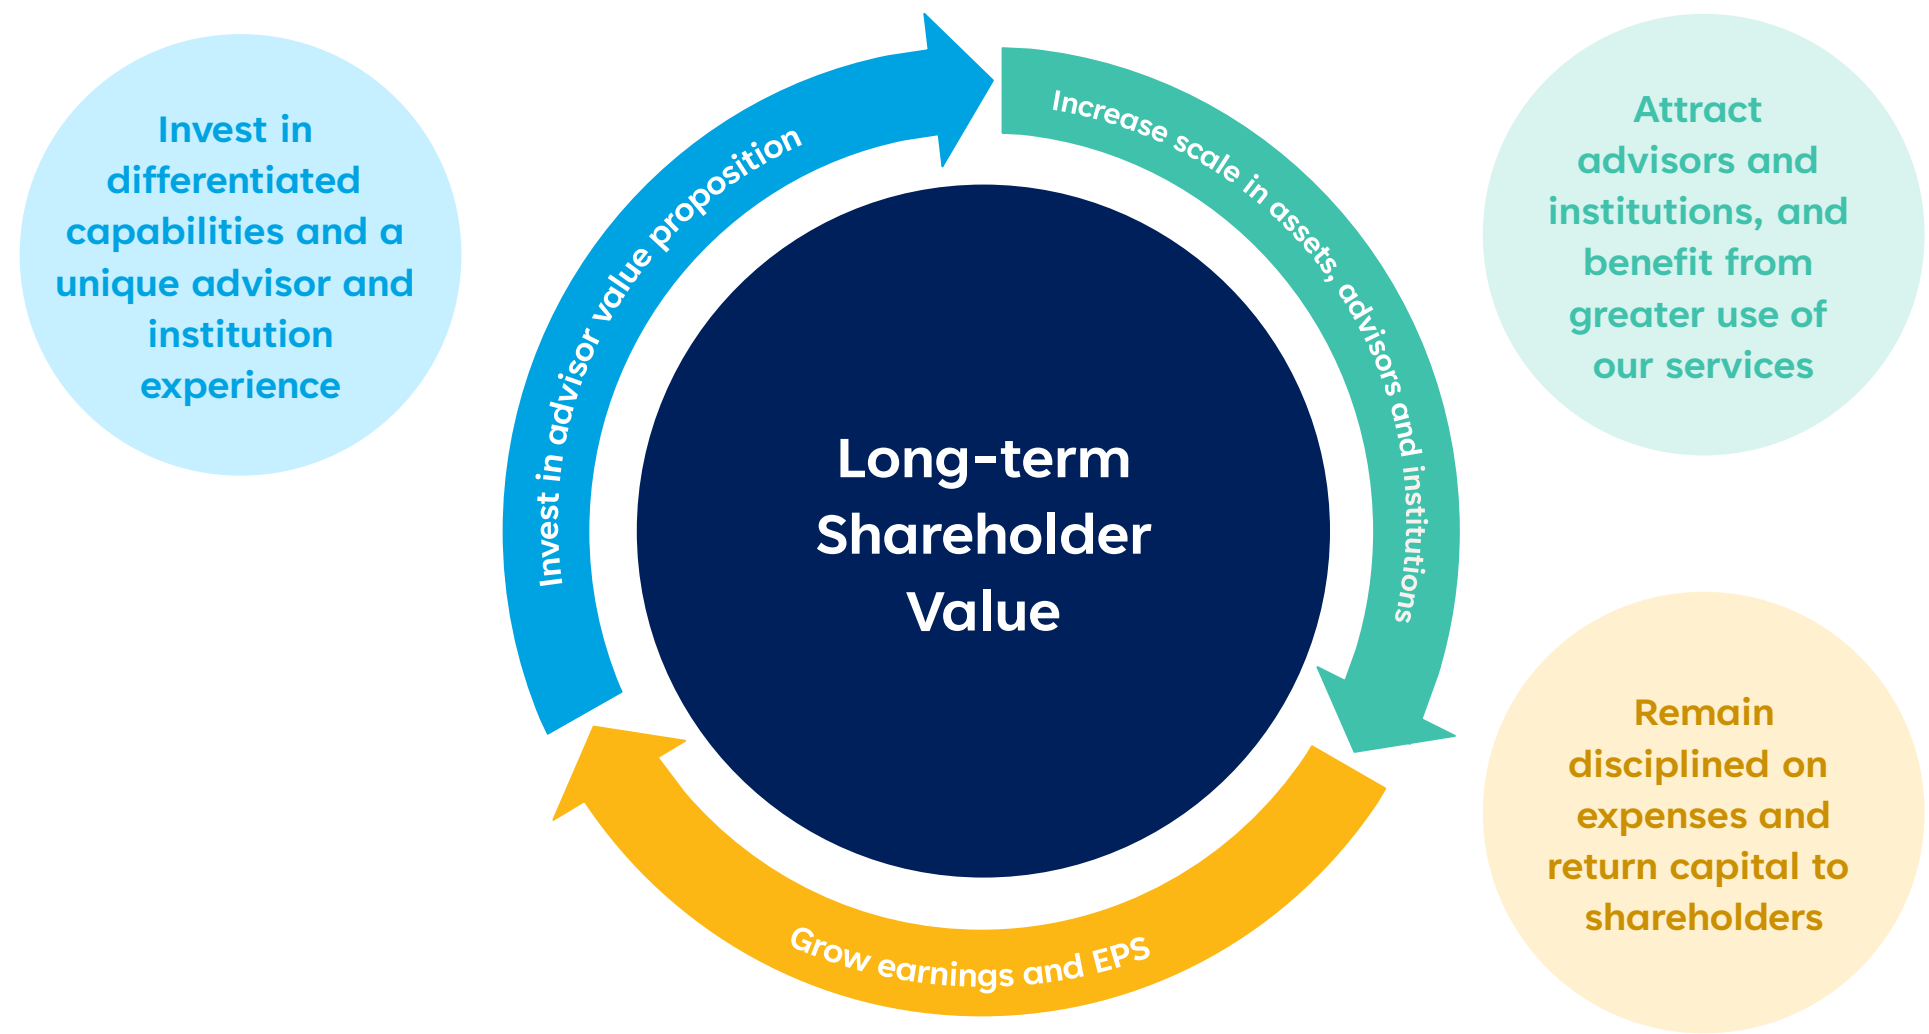 Invest in
differentiated
capabilities and a
unique advisor and
institution
experience
Invest in advisor value proposition
Increase scale in assets, advisors and institutions
Grow earnings and EPS
Long-term
Shareholder
Value
Attract
advisors and
institutions, and
benefit from
greater use of
our services
Remain
disciplined on
expenses and
return capital to
shareholders